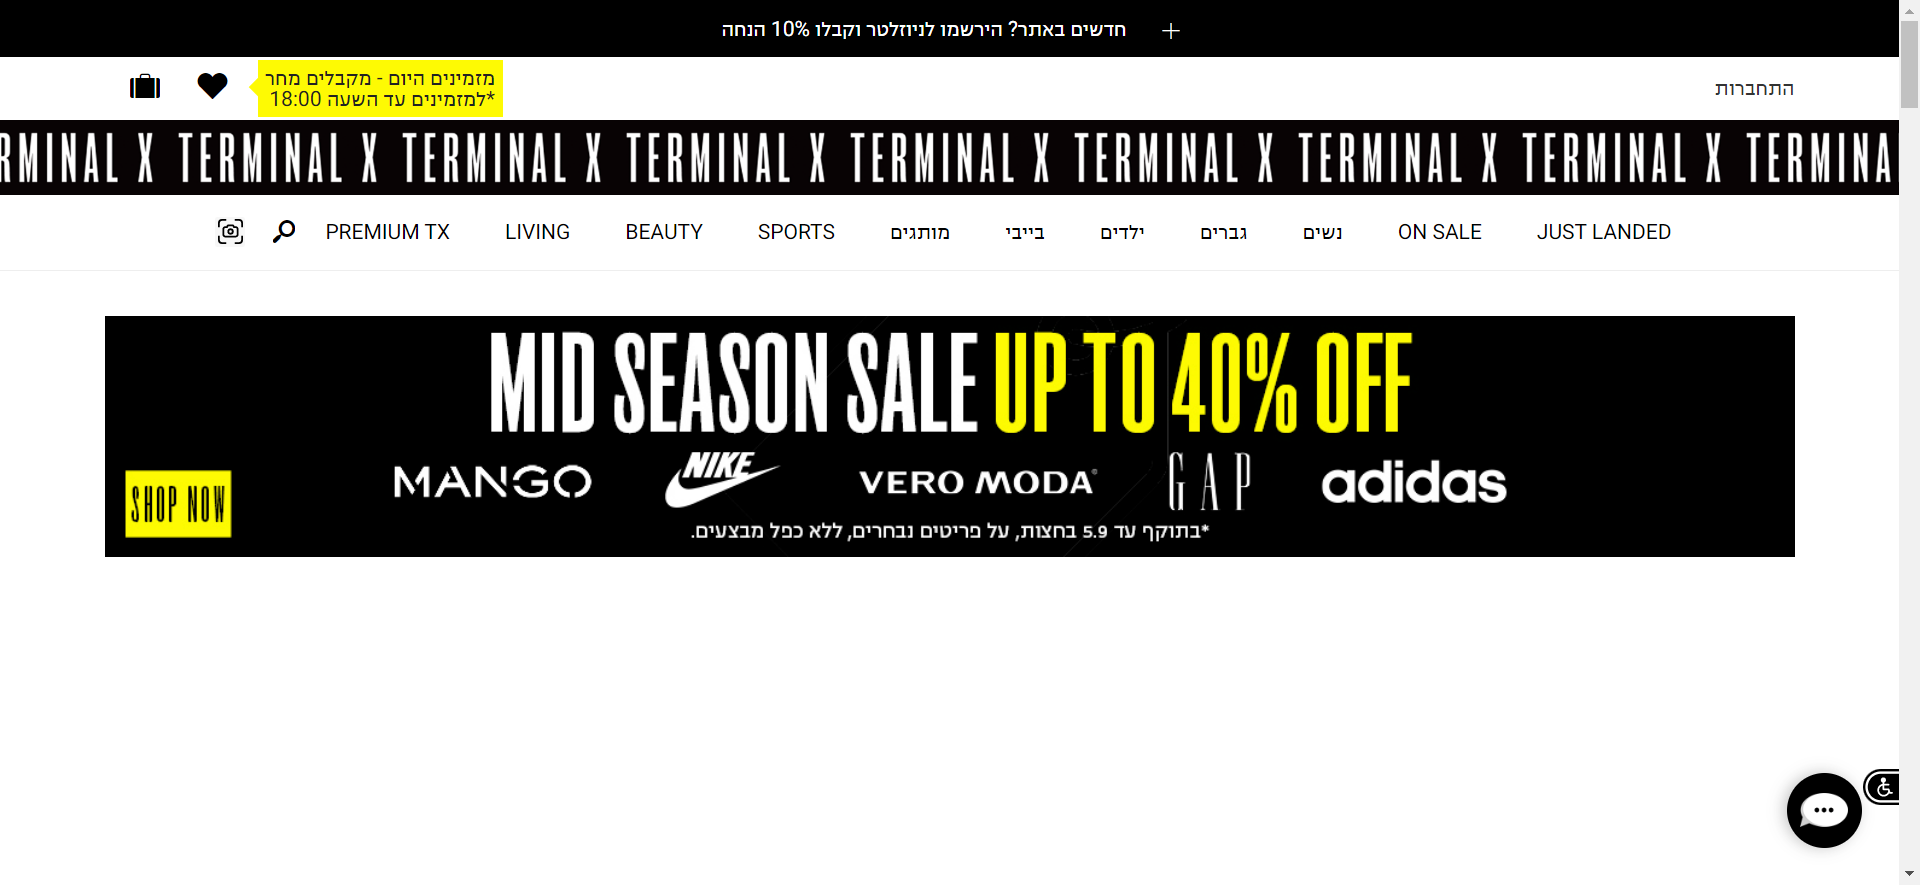 חדשים באתר? הירשמו לניוזלטר וקבלו 10% הנחה
התחברות
מזמינים היום - מקבלים מחר
*למזמינים עד השעה 18:00
RMINAL X TERMINAL X TERMINAL X TERMINAL X TERMINAL X TERMINAL X TERMINAL X TERMINAL X TERMINA
JUST LANDED
ON SALE
נשים
גברים
ילדים
בייבי
מותגים
SPORTS
BEAUTY
LIVING
PREMIUM TX
MID SEASON SALE UP TO 40% OFF
MANGO NIKE VERO MODA® GAP adidas
SHOP NOW
*בתוקף עד 5.9 בחצות, על פריטים נבחרים, ללא כפל מבצעים.